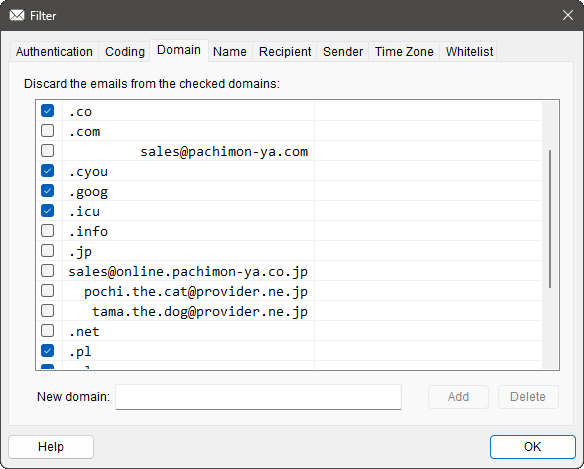 Filter
Authentication Coding Domain Name Recipient Sender Time Zone Whitelist
Discard the emails from the checked domains:
.co
.com
sales@pachimon-ya.com
.cyou
.goog
.icu
.info
.jp
sales@online.pachimon-ya.co.jp
pochi.the.cat@provider.ne.jp
tama.the.dog@provider.ne.jp
.net
.pl
New domain: Add Delete
Help OK